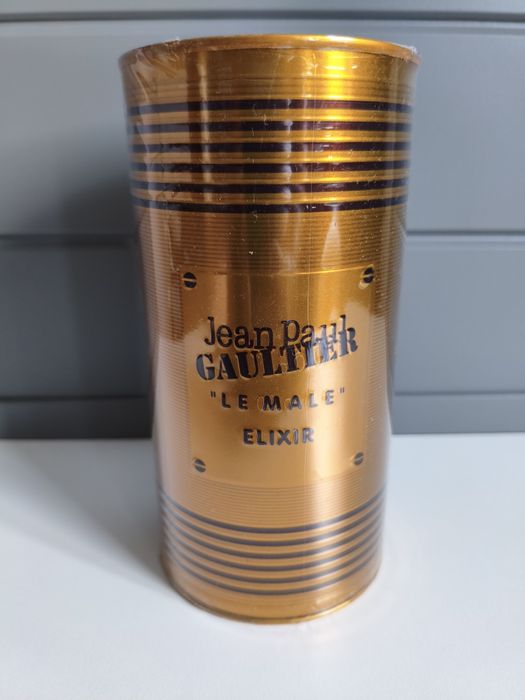 Jean Paul
GAULTIER
"LE MALE"
ELIXIR